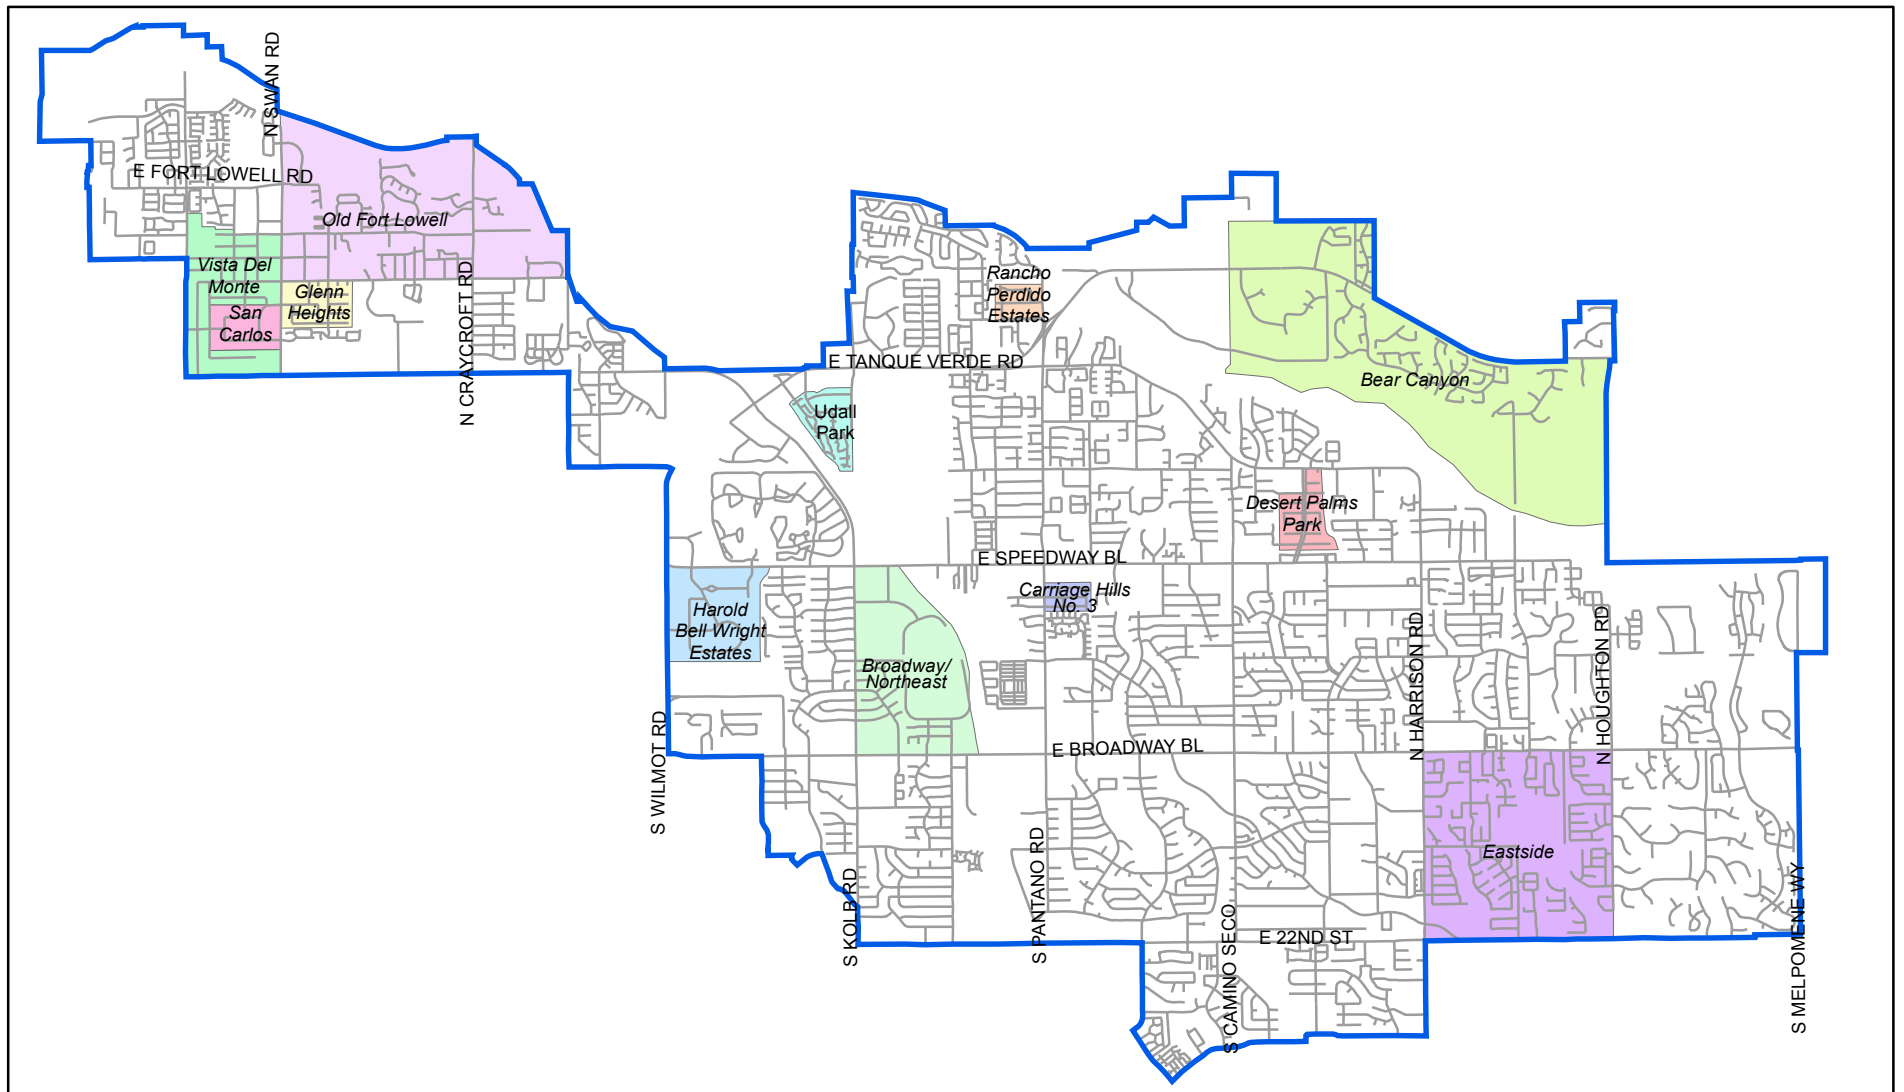 N SWAN RD
E FORT LOWELL RD
Old Fort Lowell
Vista Del
Monte
Glenn
Heights
San
Carlos
N CRAYCROFT RD
Rancho
Perdido
Estates
E TANQUE VERDE RD
Bear Canyon
Udall
Park
Desert Palms
Park
E SPEEDWAY BL
Carriage Hills
No. 3
Harold
Bell Wright
Estates
Broadway/
Northeast
N HARRISON RD
N HOUGHTON RD
S WILMOT RD
E BROADWAY BL
Eastside
S KOLB RD
S PANTANO RD
S CAMINO SECO
E 22ND ST
S MELPOMENE WY